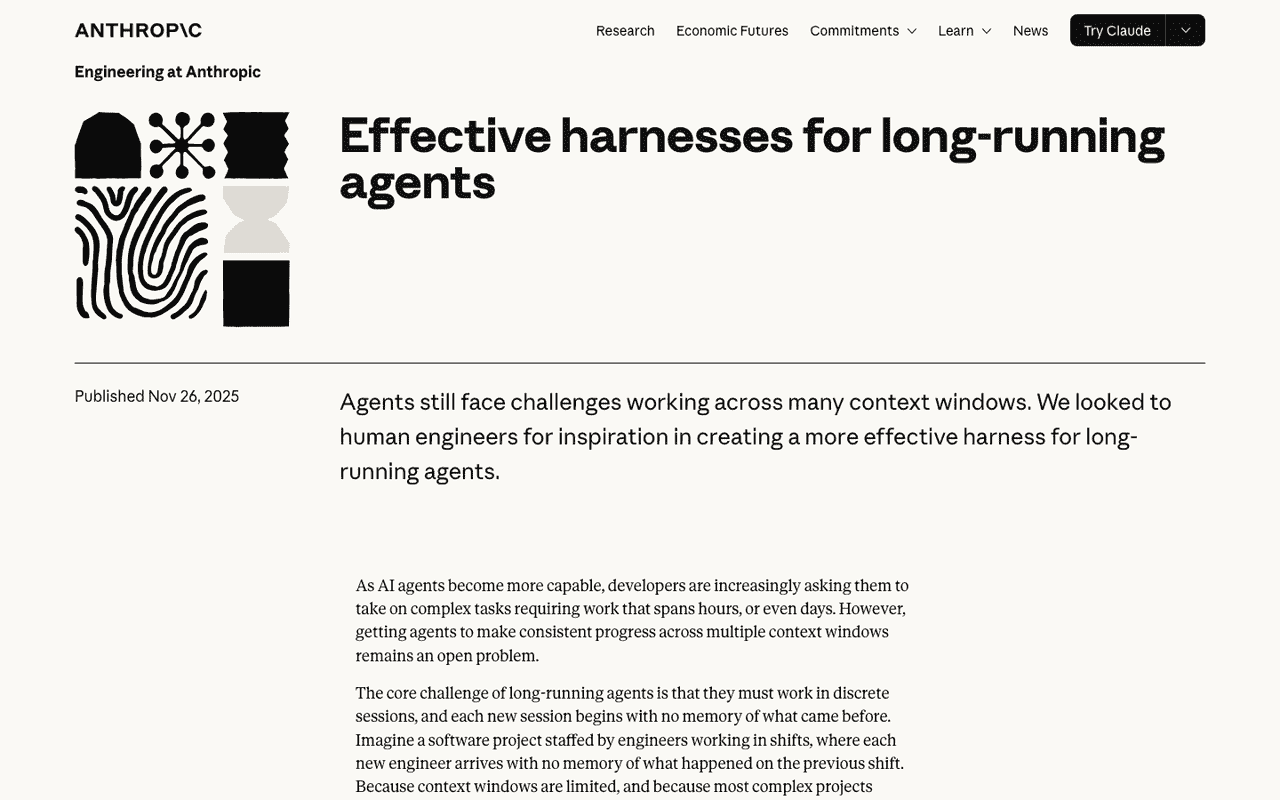 ANTHROP\C
Research Economic Futures Commitments Learn News Try Claude
Engineering at Anthropic
Effective harnesses for long-running
agents
Published Nov 26, 2025
Agents still face challenges working across many context windows. We looked to
human engineers for inspiration in creating a more effective harness for long-
running agents.
As AI agents become more capable, developers are increasingly asking them to
take on complex tasks requiring work that spans hours, or even days. However,
getting agents to make consistent progress across multiple context windows
remains an open problem.
The core challenge of long-running agents is that they must work in discrete
sessions, and each new session begins with no memory of what came before.
Imagine a software project staffed by engineers working in shifts, where each
new engineer arrives with no memory of what happened on the previous shift.
Because context windows are limited, and because most complex projects